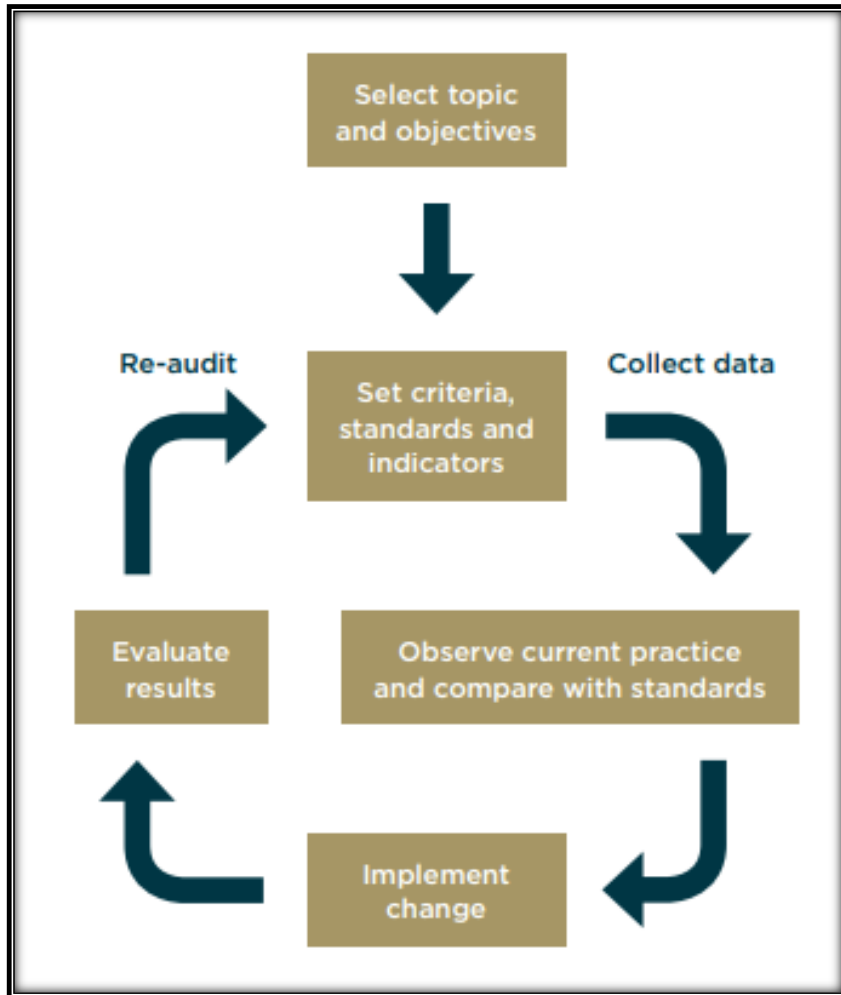 Select topic
and objectives
Re-audit
Set criteria,
standards and
indicators
Collect data
Evaluate
results
Observe current practice
and compare with standards
Implement
change